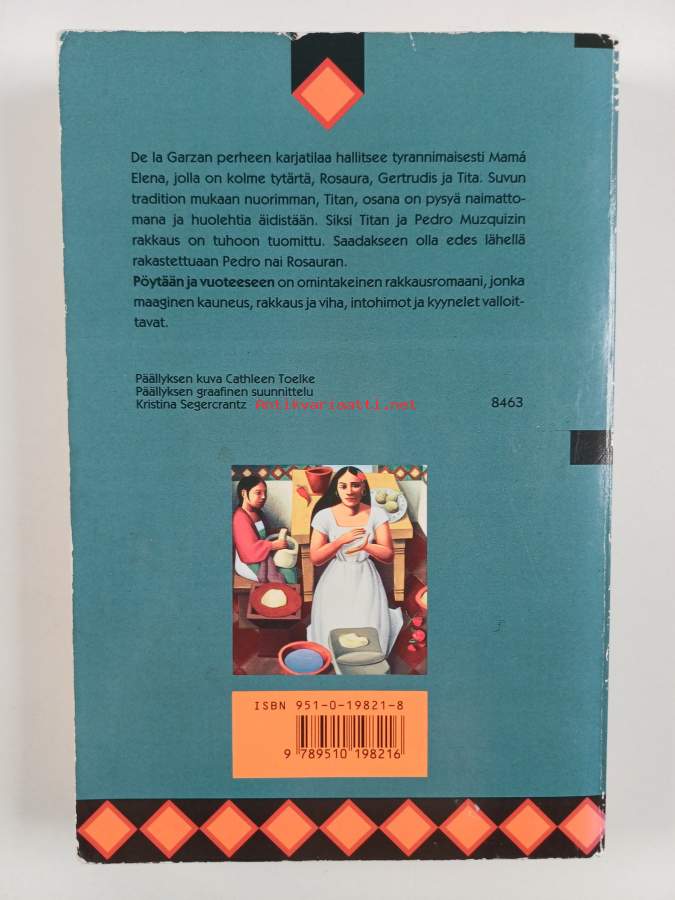 De la Garzan perheen karjatilaa hallitsee tyrannimaisesti Mamá
Elena, jolla on kolme tytärtä, Rosaura, Gertrudis ja Tita. Suvun
tradition mukaan nuorimman, Titan, osana on pysyä naimatto-
mana ja huolehtia äidistään. Siksi Titan ja Pedro Muzquizin
rakkaus on tuhoon tuomittu. Saadakseen olla edes lähellä
rakastettuaan Pedro nai Rosauran.
Pöytään ja vuoteeseen on omintakeinen rakkausromaani, jonka
maaginen kauneus, rakkaus ja viha, intohimot ja kyynelet valloit-
tavat.
Päällyksen kuva Cathleen Toelke
Päällyksen graafinen suunnittelu
Kristina Segercrantz Antikvariaatti.net 8463
ISBN 951-0-19821-8
9 789510 198216